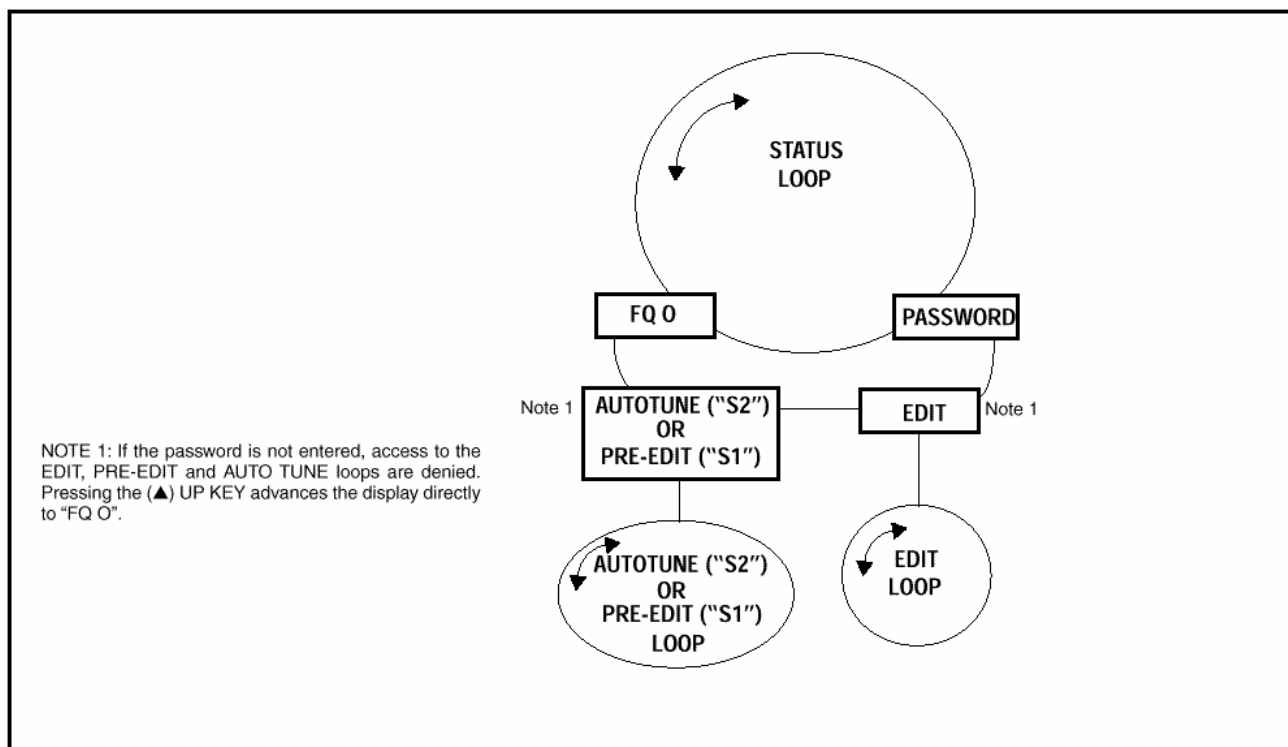 STATUS
LOOP
FQ O
PASSWORD
Note 1
AUTOTUNE ("S2")
OR
PRE-EDIT ("S1")
EDIT
Note 1
NOTE 1: If the password is not entered, access to the
EDIT, PRE-EDIT and AUTO TUNE loops are denied.
Pressing the (▲) UP KEY advances the display directly
to “FQ O”.
AUTOTUNE ("S2")
OR
PRE-EDIT ("S1")
LOOP
EDIT
LOOP